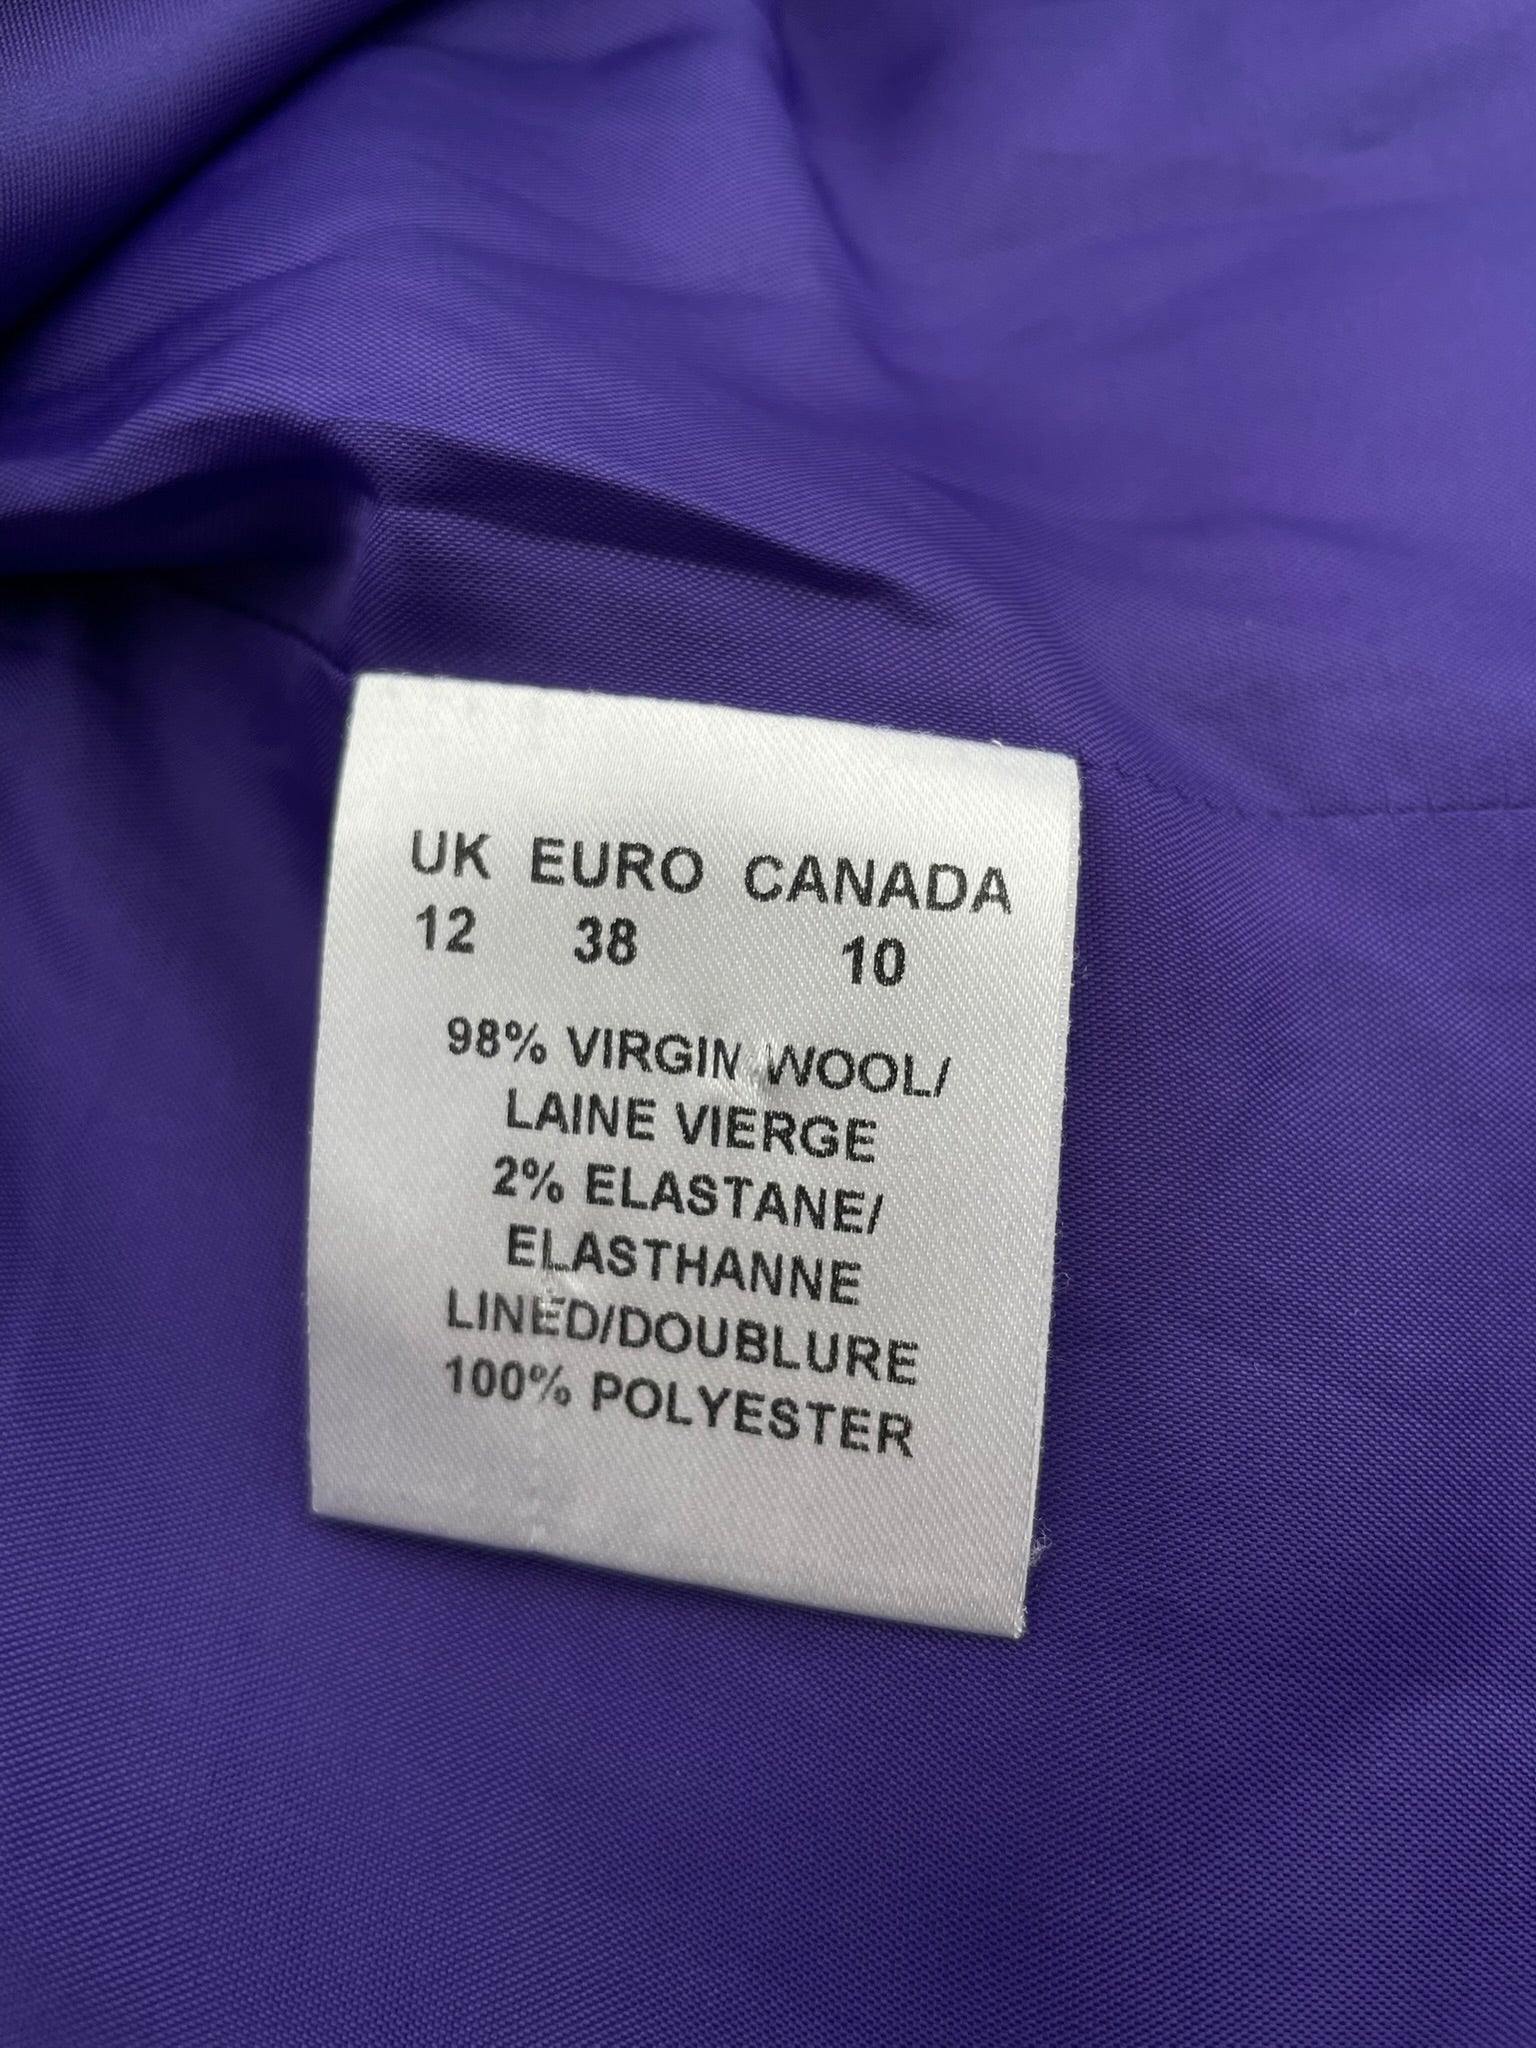 UK EURO CANADA
12 38 10
98% VIRGIN WOOL/
LAINE VIERGE
2% ELASTANE/
ELASTHANNE
LINED/DOUBLURE
100% POLYESTER